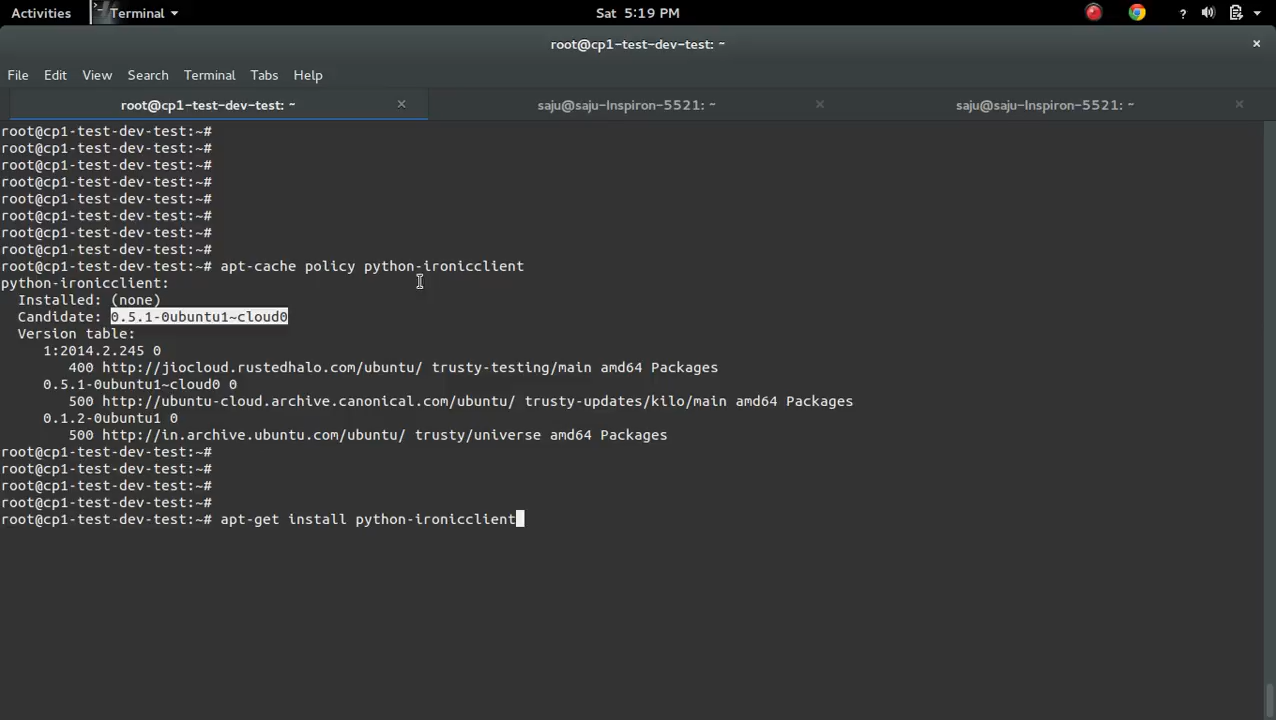 Activities Terminal Sat 5:19 PM ?
root@cp1-test-dev-test: ~ ×
File Edit View Search Terminal Tabs Help
root@cp1-test-dev-test: ~ × saju@saju-Inspiron-5521: ~ × saju@saju-Inspiron-5521: ~ ×
root@cp1-test-dev-test:~#
root@cp1-test-dev-test:~#
root@cp1-test-dev-test:~#
root@cp1-test-dev-test:~#
root@cp1-test-dev-test:~#
root@cp1-test-dev-test:~#
root@cp1-test-dev-test:~#
root@cp1-test-dev-test:~#
root@cp1-test-dev-test:~# apt-cache policy python-ironicclient
python-ironicclient:
  Installed: (none)
  Candidate: 0.5.1-0ubuntu1~cloud0
  Version table:
     1:2014.2.245 0
        400 http://jiocloud.rustedhalo.com/ubuntu/ trusty-testing/main amd64 Packages
     0.5.1-0ubuntu1~cloud0 0
        500 http://ubuntu-cloud.archive.canonical.com/ubuntu/ trusty-updates/kilo/main amd64 Packages
     0.1.2-0ubuntu1 0
        500 http://in.archive.ubuntu.com/ubuntu/ trusty/universe amd64 Packages
root@cp1-test-dev-test:~#
root@cp1-test-dev-test:~#
root@cp1-test-dev-test:~#
root@cp1-test-dev-test:~#
root@cp1-test-dev-test:~# apt-get install python-ironicclient